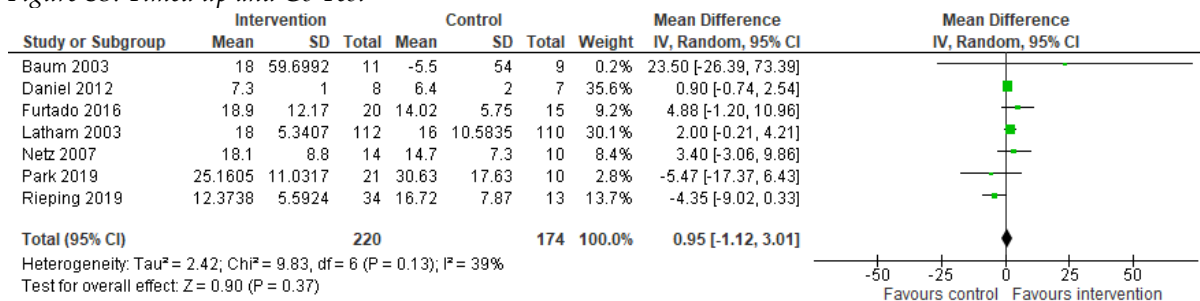 Intervention Control Mean Difference Mean Difference
Study or Subgroup Mean SD Total Mean SD Total Weight IV, Random, 95% CI IV, Random, 95% CI
Baum 2003 18 59.6992 11 -5.5 54 9 0.2% 23.50 [-26.39, 73.39]
Daniel 2012 7.3 1 8 6.4 2 7 35.6% 0.90 [-0.74, 2.54]
Furtado 2016 18.9 12.17 20 14.02 5.75 15 9.2% 4.88 [-1.20, 10.96]
Latham 2003 18 5.3407 112 16 10.5835 110 30.1% 2.00 [-0.21, 4.21]
Netz 2007 18.1 8.8 14 14.7 7.3 10 8.4% 3.40 [-3.06, 9.86]
Park 2019 25.1605 11.0317 21 30.63 17.63 10 2.8% -5.47 [-17.37, 6.43]
Rieping 2019 12.3738 5.5924 34 16.72 7.87 13 13.7% -4.35 [-9.02, 0.33]
Total (95% CI) 220 174 100.0% 0.95 [-1.12, 3.01]
Heterogeneity: Tau² = 2.42; Chi² = 9.83, df = 6 (P = 0.13); I² = 39%
Test for overall effect: Z = 0.90 (P = 0.37)
-50 -25 0 25 50
Favours control Favours intervention